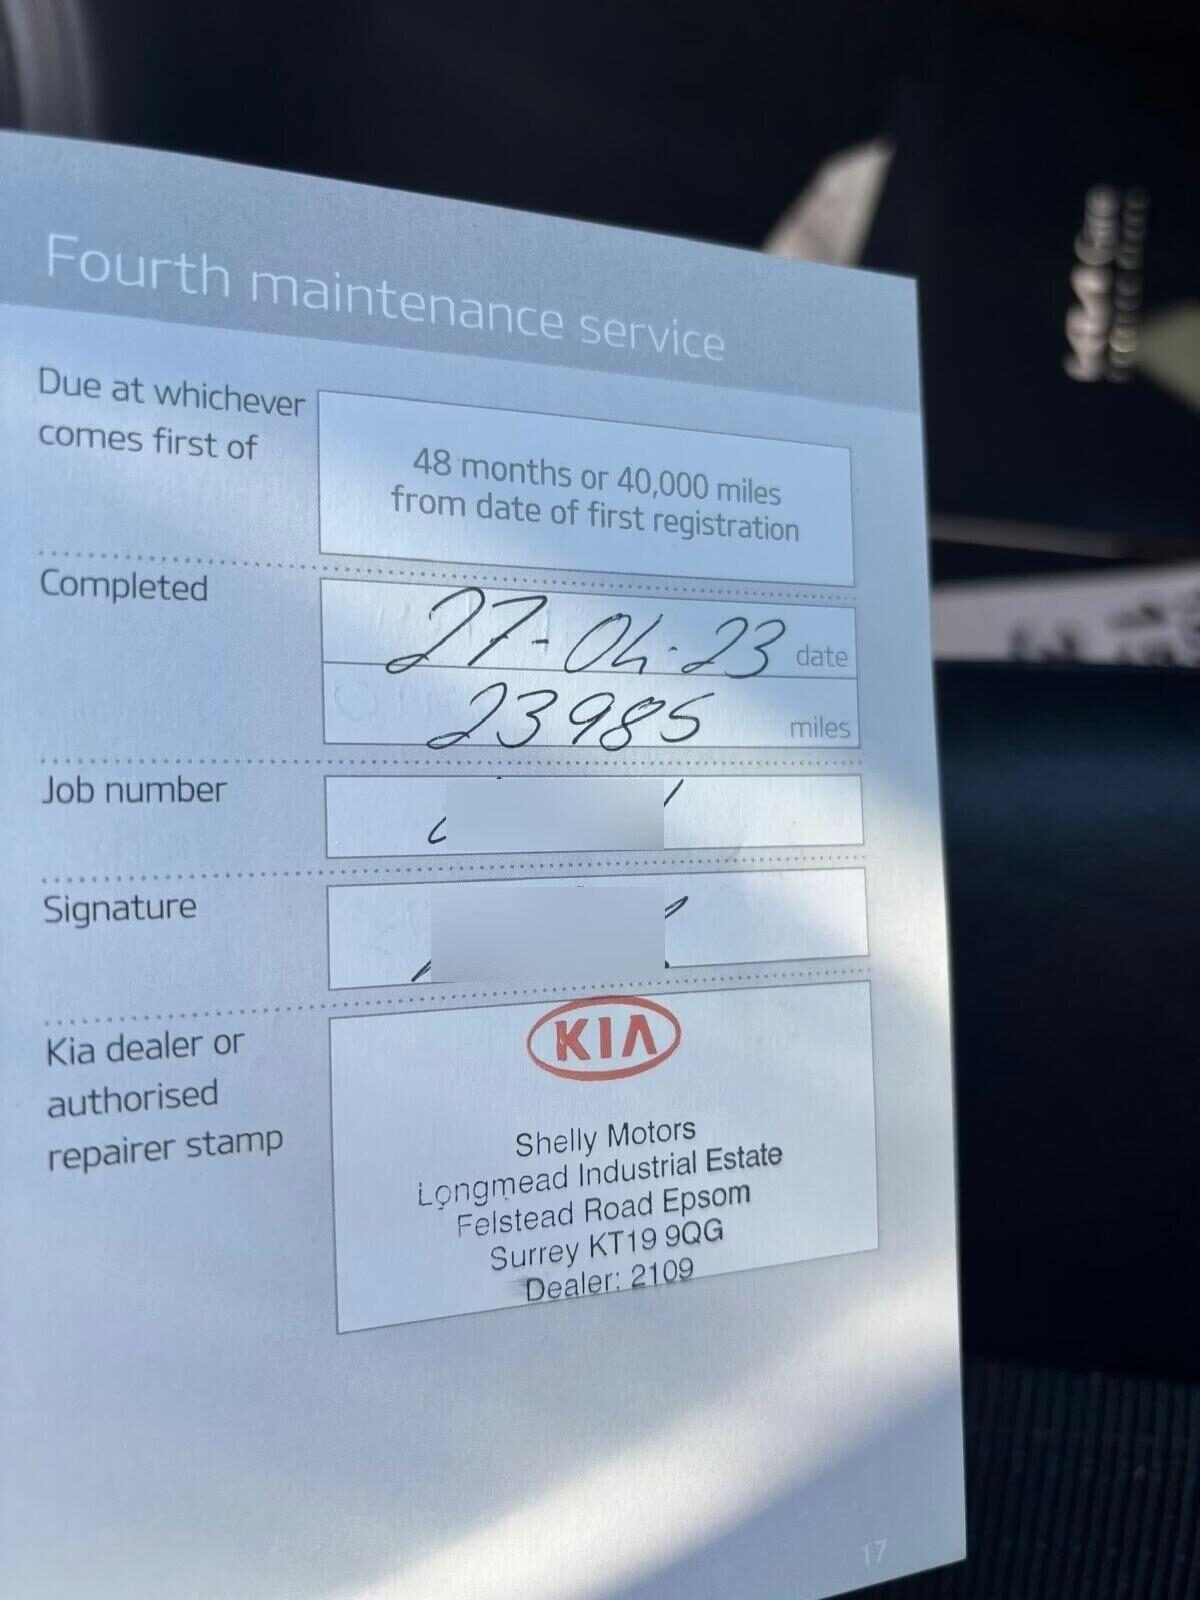 Fourth maintenance service
Due at whichever
comes first of
48 months or 40,000 miles
from date of first registration
Completed
27-04-23 date
23985 miles
Job number
Signature
Kia dealer or
authorised
repairer stamp
KIA
Shelly Motors
Longmead Industrial Estate
Felstead Road Epsom
Surrey KT19 9QG
Dealer: 2109
17